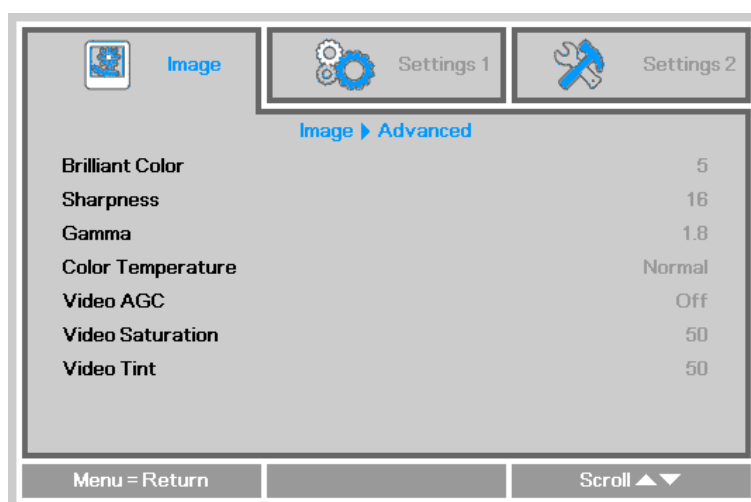 Image Settings 1 Settings 2
Image ▶ Advanced
Brilliant Color 5
Sharpness 16
Gamma 1.8
Color Temperature Normal
Video AGC Off
Video Saturation 50
Video Tint 50
Menu = Return Scroll ▲▼